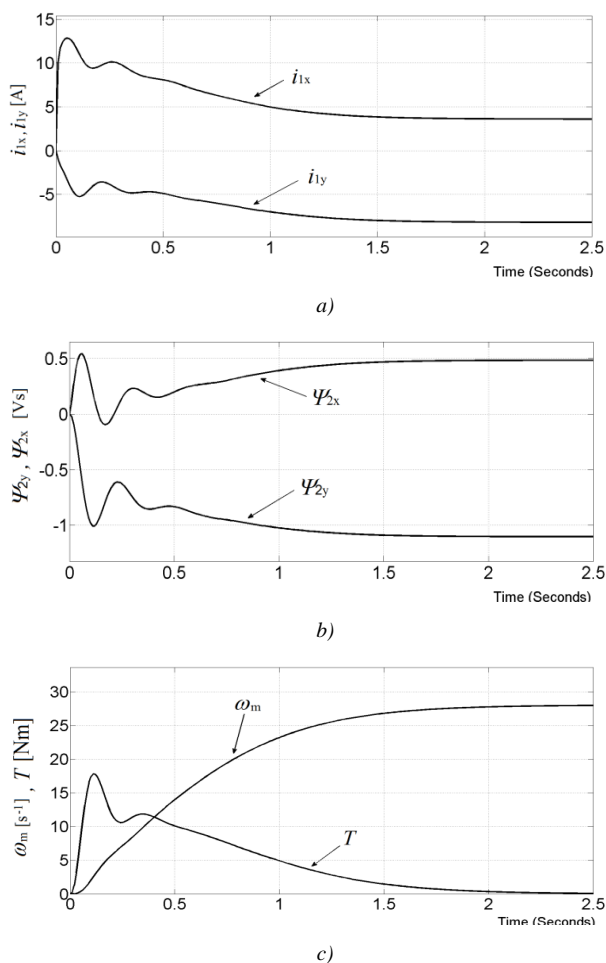 15
10
5
0
-5
i1x , i1y [A]
i1x
i1y
0 0.5 1 1.5 2 2.5
Time (Seconds)
a)
0.5
0
-0.5
-1
Ψ2y , Ψ2x [Vs]
Ψ2x
Ψ2y
0 0.5 1 1.5 2 2.5
Time (Seconds)
b)
30
25
20
15
10
5
0
ωm [s-1] , T [Nm]
ωm
T
0 0.5 1 1.5 2 2.5
Time (Seconds)
c)